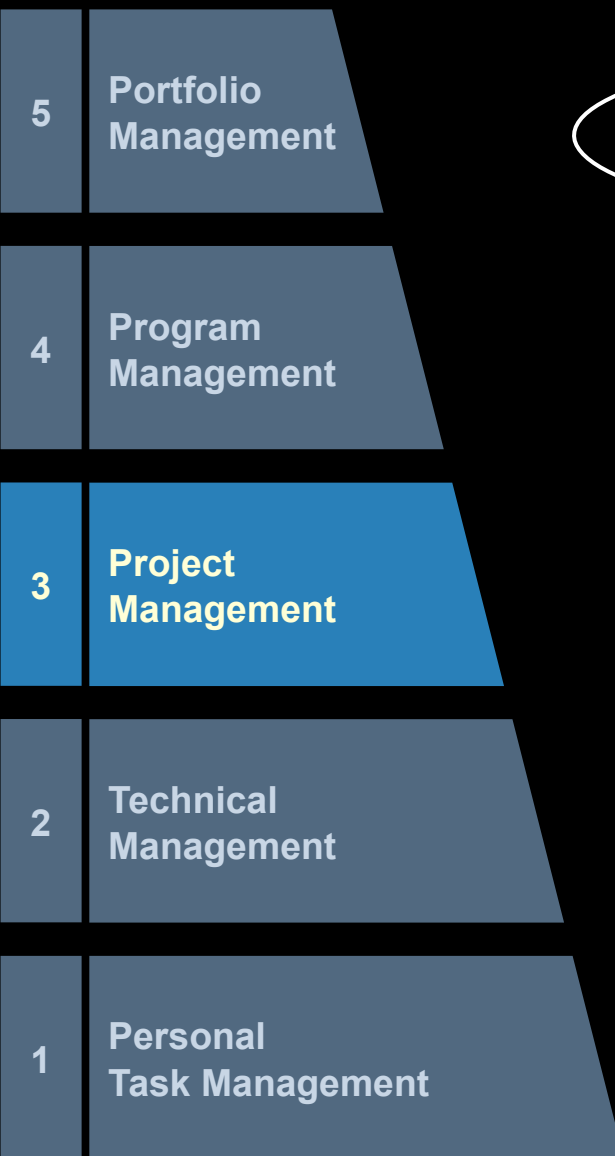 5
Portfolio
Management
4
Program
Management
3
Project
Management
2
Technical
Management
1
Personal
Task Management